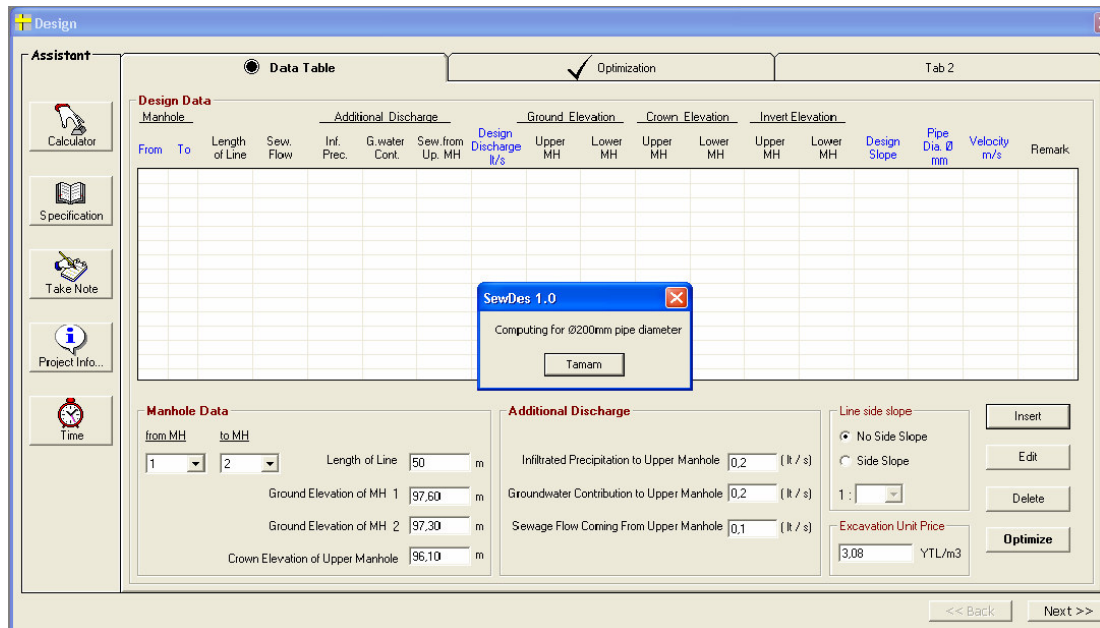 Design
Assistant
Calculator
Specification
Take Note
Project Info...
Time
Data Table
Optimization
Tab 2
Design Data
Manhole
Additional Discharge
Ground Elevation
Crown Elevation
Invert Elevation
From
To
Length of Line
Sew. Flow
Inf. Prec.
G.water Cont.
Sew.from Up. MH
Design Discharge lt/s
Upper MH
Lower MH
Upper MH
Lower MH
Upper MH
Lower MH
Design Slope
Pipe Dia. Ø mm
Velocity m/s
Remark
SewDes 1.0
Computing for Ø200mm pipe diameter
Tamam
Manhole Data
from MH
to MH
1
2
Length of Line 50 m
Ground Elevation of MH 1 97,60 m
Ground Elevation of MH 2 97,30 m
Crown Elevation of Upper Manhole 96,10 m
Additional Discharge
Infiltrated Precipitation to Upper Manhole 0,2 ( lt / s)
Groundwater Contribution to Upper Manhole 0,2 ( lt / s)
Sewage Flow Coming From Upper Manhole 0,1 ( lt / s)
Line side slope
No Side Slope
Side Slope
1 :
Excavation Unit Price
3,08 YTL/m3
Insert
Edit
Delete
Optimize
<< Back
Next >>